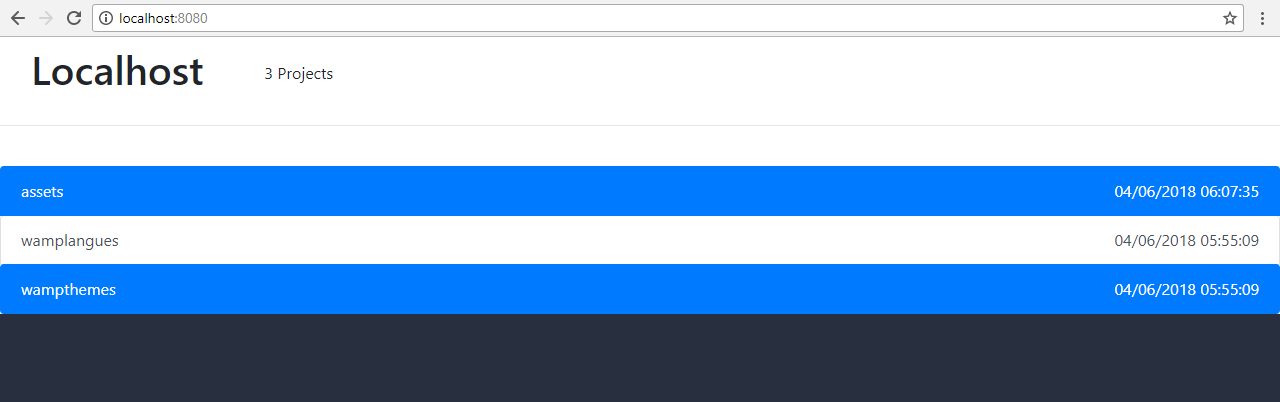 localhost:8080
Localhost 3 Projects
assets 04/06/2018 06:07:35
wamplangues 04/06/2018 05:55:09
wampthemes 04/06/2018 05:55:09